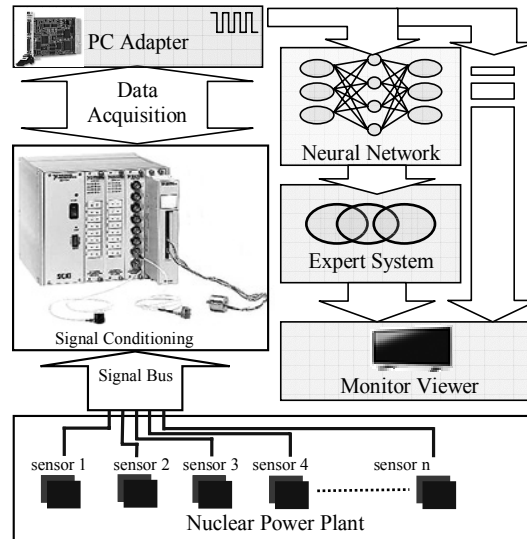 PC Adapter
Data
Acquisition
Neural Network
Expert System
SCXI
Signal Conditioning
Monitor Viewer
Signal Bus
sensor 1
sensor 2
sensor 3
sensor 4
sensor n
Nuclear Power Plant